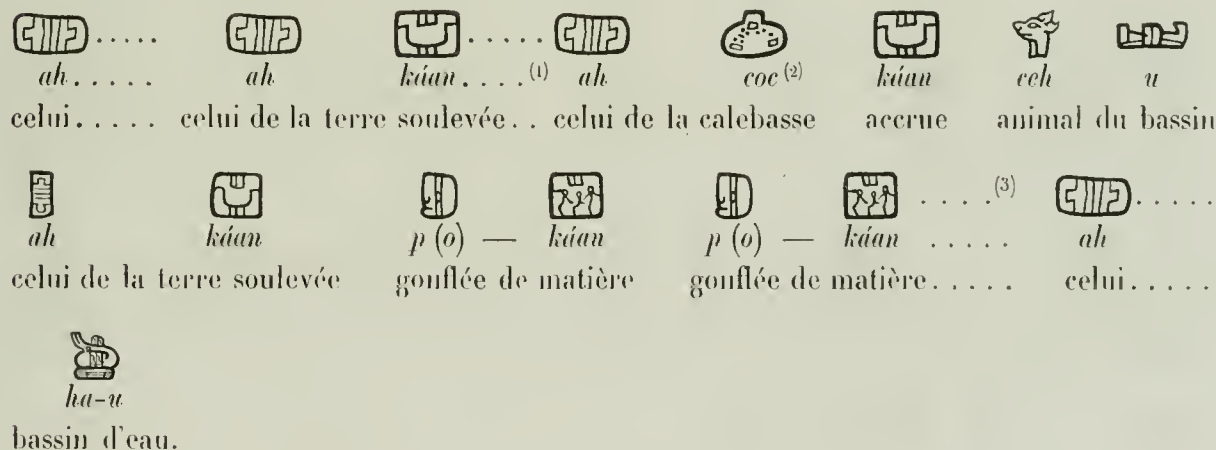 ah . . . . . ah káan . . . . (1) ah coc (2) káan ceh u
celui . . . . . celui de la terre soulevée . . celui de la calebasse accrue animal du bassin
ah káan p (o) — káan p (o) — káan . . . . . (3) ah . . . . .
celui de la terre soulevée gonflée de matière gonflée de matière . . . . . celui . . . . .
ha-u
bassin d'eau.